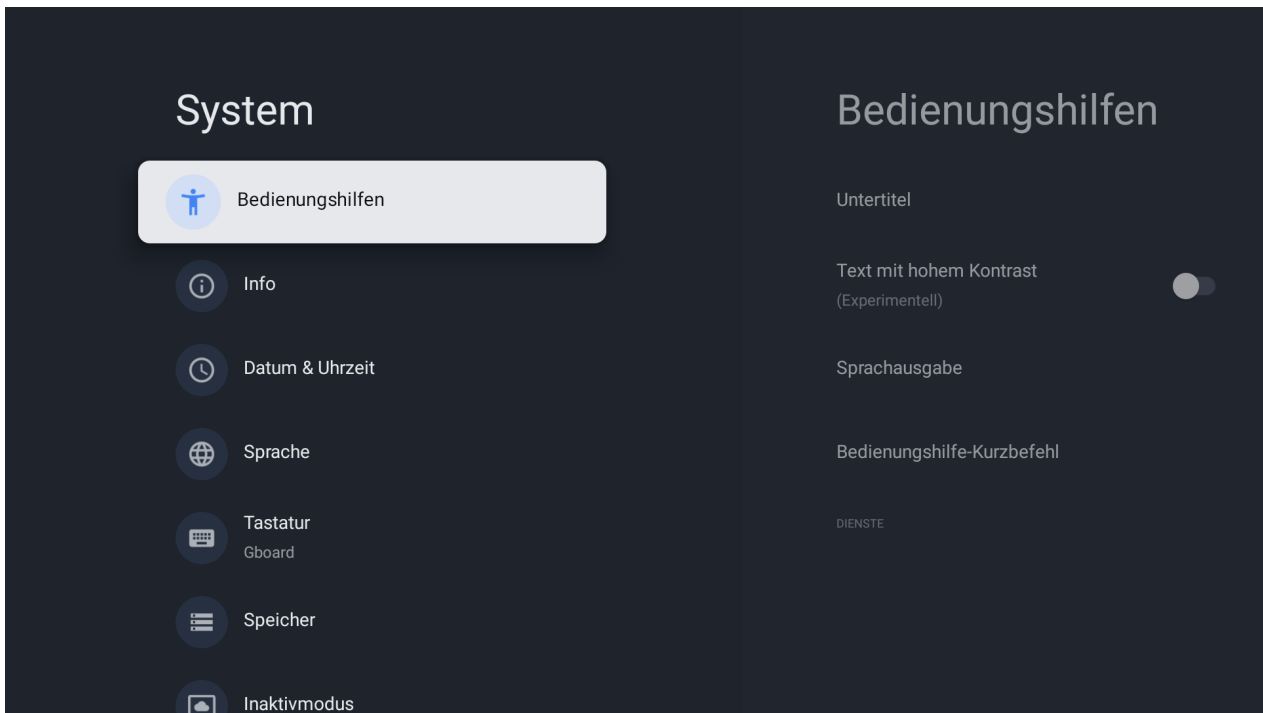 System
Bedienungshilfen
Info
Datum & Uhrzeit
Sprache
Tastatur
Gboard
Speicher
Inaktivmodus
Bedienungshilfen
Untertitel
Text mit hohem Kontrast
(Experimentell)
Sprachausgabe
Bedienungshilfe-Kurzbefehl
DIENSTE